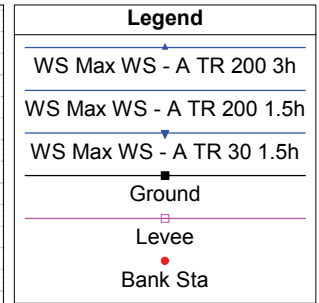 Legend
WS Max WS - A TR 200 3h
WS Max WS - A TR 200 1.5h
WS Max WS - A TR 30 1.5h
Ground
Levee
Bank Sta